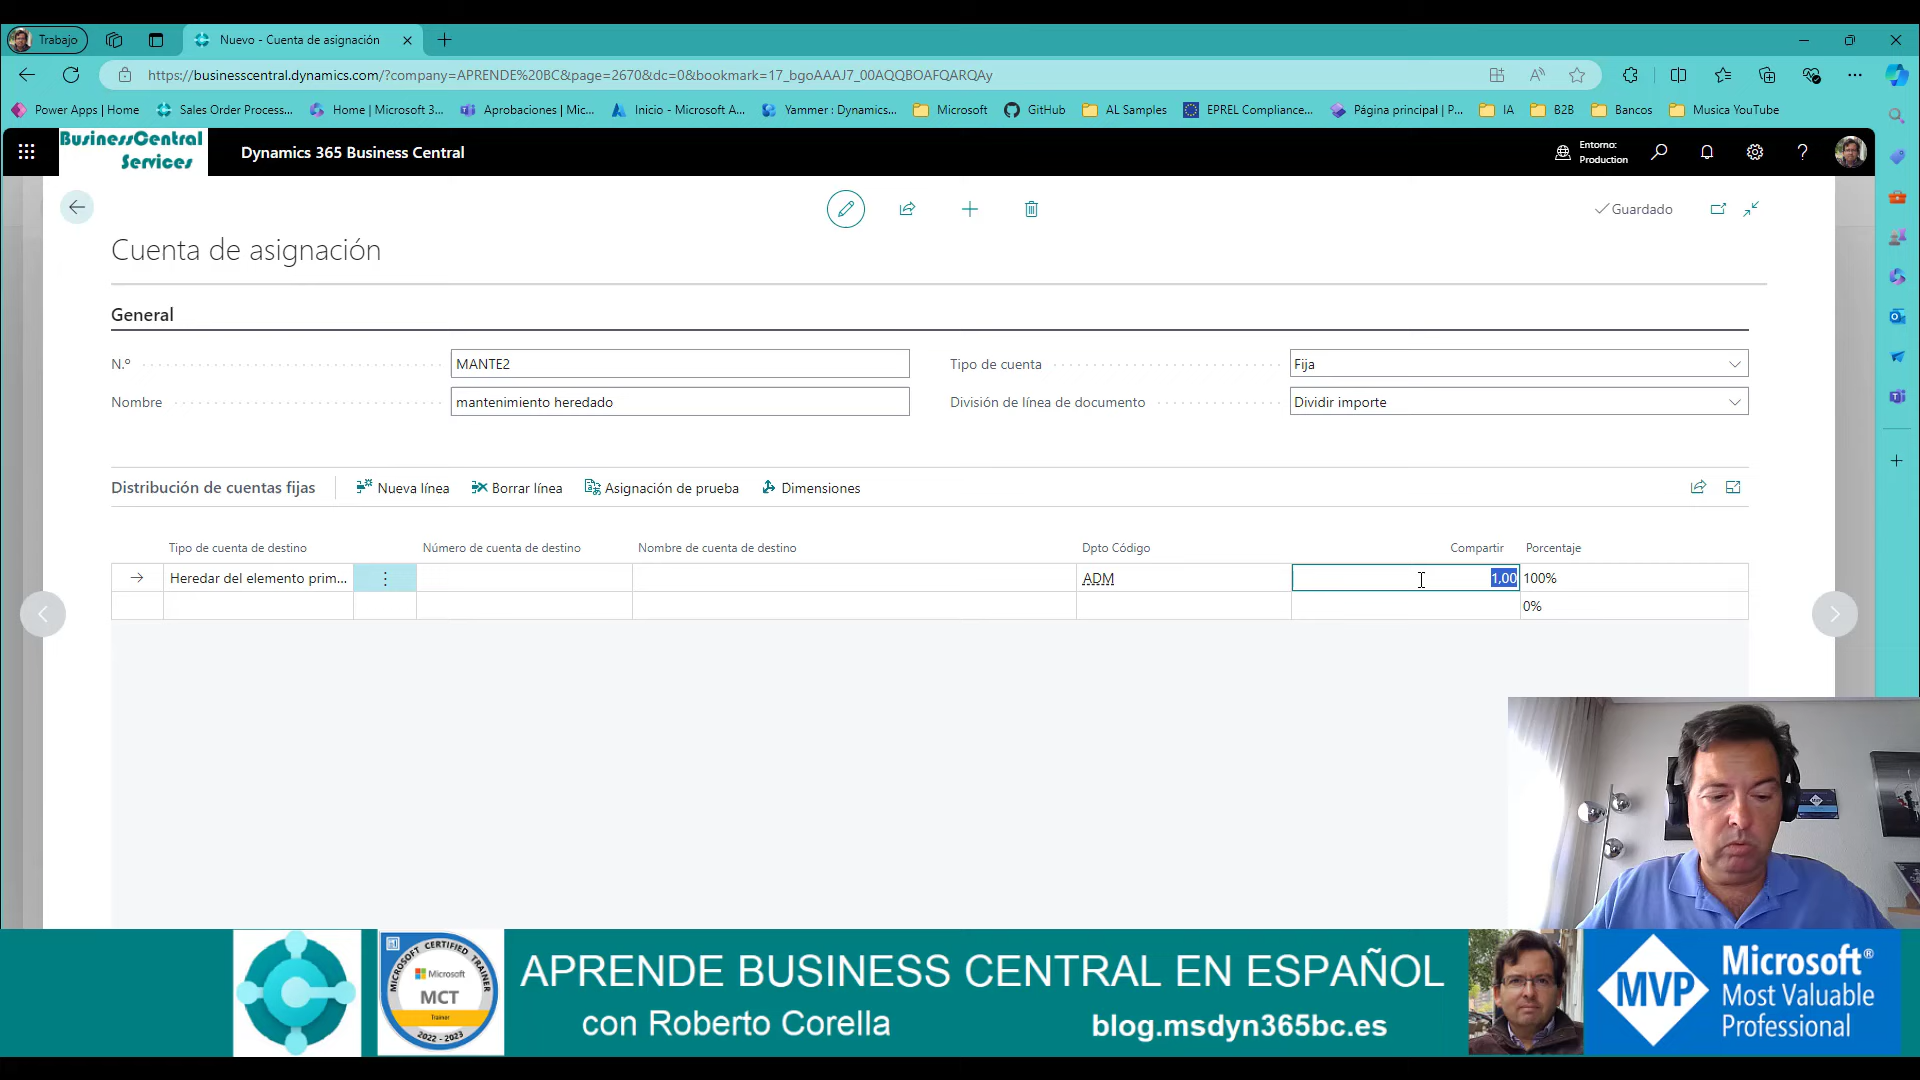 Trabajo
Nuevo - Cuenta de asignación
https://businesscentral.dynamics.com/?company=APRENDE%20BC&page=2670&dc=0&bookmark=17_bgoAAAJ7_00AQQBOAFQARQAy
Power Apps | Home
Sales Order Process...
Home | Microsoft 3...
Aprobaciones | Mic...
Inicio - Microsoft A...
Yammer : Dynamics...
Microsoft
GitHub
AL Samples
EPREL Compliance...
Página principal | P...
IA
B2B
Bancos
Musica YouTube
BusinessCentral
Services
Dynamics 365 Business Central
Entorno:
Production
Guardado
Cuenta de asignación
General
N.º
MANTE2
Tipo de cuenta
Fija
Nombre
mantenimiento heredado
División de línea de documento
Dividir importe
Distribución de cuentas fijas
Nueva línea
Borrar línea
Asignación de prueba
Dimensiones
Tipo de cuenta de destino
Número de cuenta de destino
Nombre de cuenta de destino
Dpto Código
Compartir
Porcentaje
Heredar del elemento prim...
ADM
1,00
100%
0%
MICROSOFT CERTIFIED TRAINER
Microsoft
MCT
Trainer
2022 - 2023
APRENDE BUSINESS CENTRAL EN ESPAÑOL
con Roberto Corella
blog.msdyn365bc.es
MVP
Microsoft®
Most Valuable
Professional